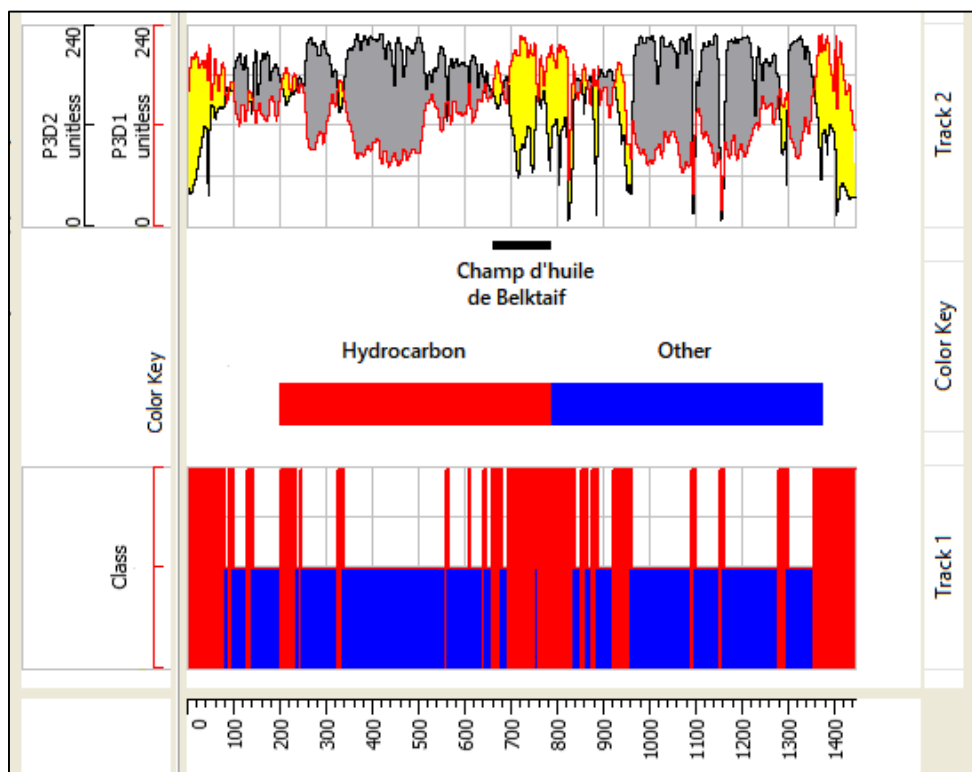 240
240
P3D2
unitless
P3D1
unitless
0
0
Track 2
Champ d'huile
de Belktaif
Color Key
Hydrocarbon
Other
Color Key
Class
Track 1
0
100
200
300
400
500
600
700
800
900
1000
1100
1200
1300
1400